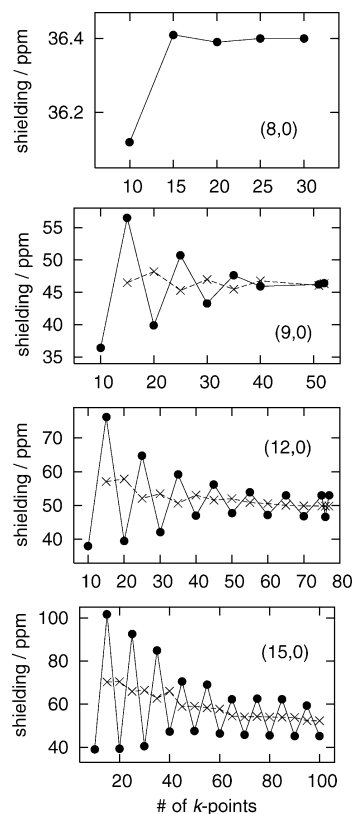 shielding / ppm
36.4
36.2
(8,0)
10 15 20 25 30
shielding / ppm
55
50
45
40
35
(9,0)
10 20 30 40 50
shielding / ppm
70
60
50
40
(12,0)
10 20 30 40 50 60 70 80
shielding / ppm
100
80
60
40
(15,0)
20 40 60 80 100
# of k-points